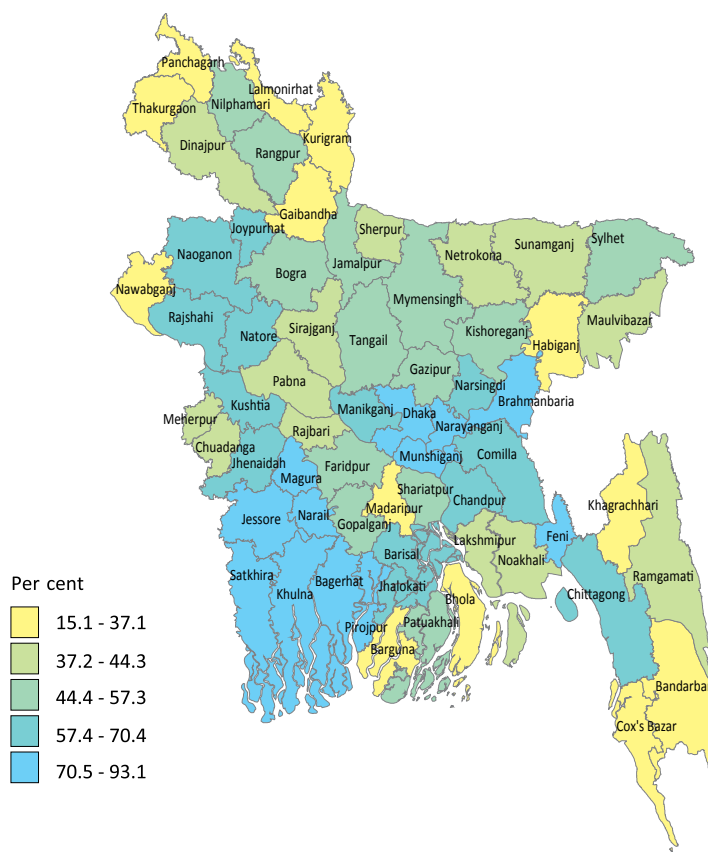 Panchagarh
Lalmonirhat
Thakurgaon
Nilphamari
Kurigram
Dinajpur
Rangpur
Gaibandha
Joypurhat
Sherpur
Sunamganj
Sylhet
Naoganon
Netrokona
Jamalpur
Bogra
Nawabganj
Mymensingh
Rajshahi
Sirajganj
Maulvibazar
Natore
Tangail
Kishoreganj
Habiganj
Gazipur
Pabna
Narsingdi
Brahmanbaria
Kushtia
Manikganj
Dhaka
Meherpur
Narayanganj
Rajbari
Chuadanga
Munshiganj
Comilla
Jhenaidah
Faridpur
Magura
Shariatpur
Chandpur
Khagrachhari
Madaripur
Narail
Jessore
Gopalganj
Feni
Lakshmipur
Barisal
Noakhali
Satkhira
Bagerhat
Ramgamati
Jhalokati
Khulna
Chittagong
Bhola
Patuakhali
Pirojpur
Barguna
Bandarba
Cox's Bazar
Per cent
15.1 - 37.1
37.2 - 44.3
44.4 - 57.3
57.4 - 70.4
70.5 - 93.1